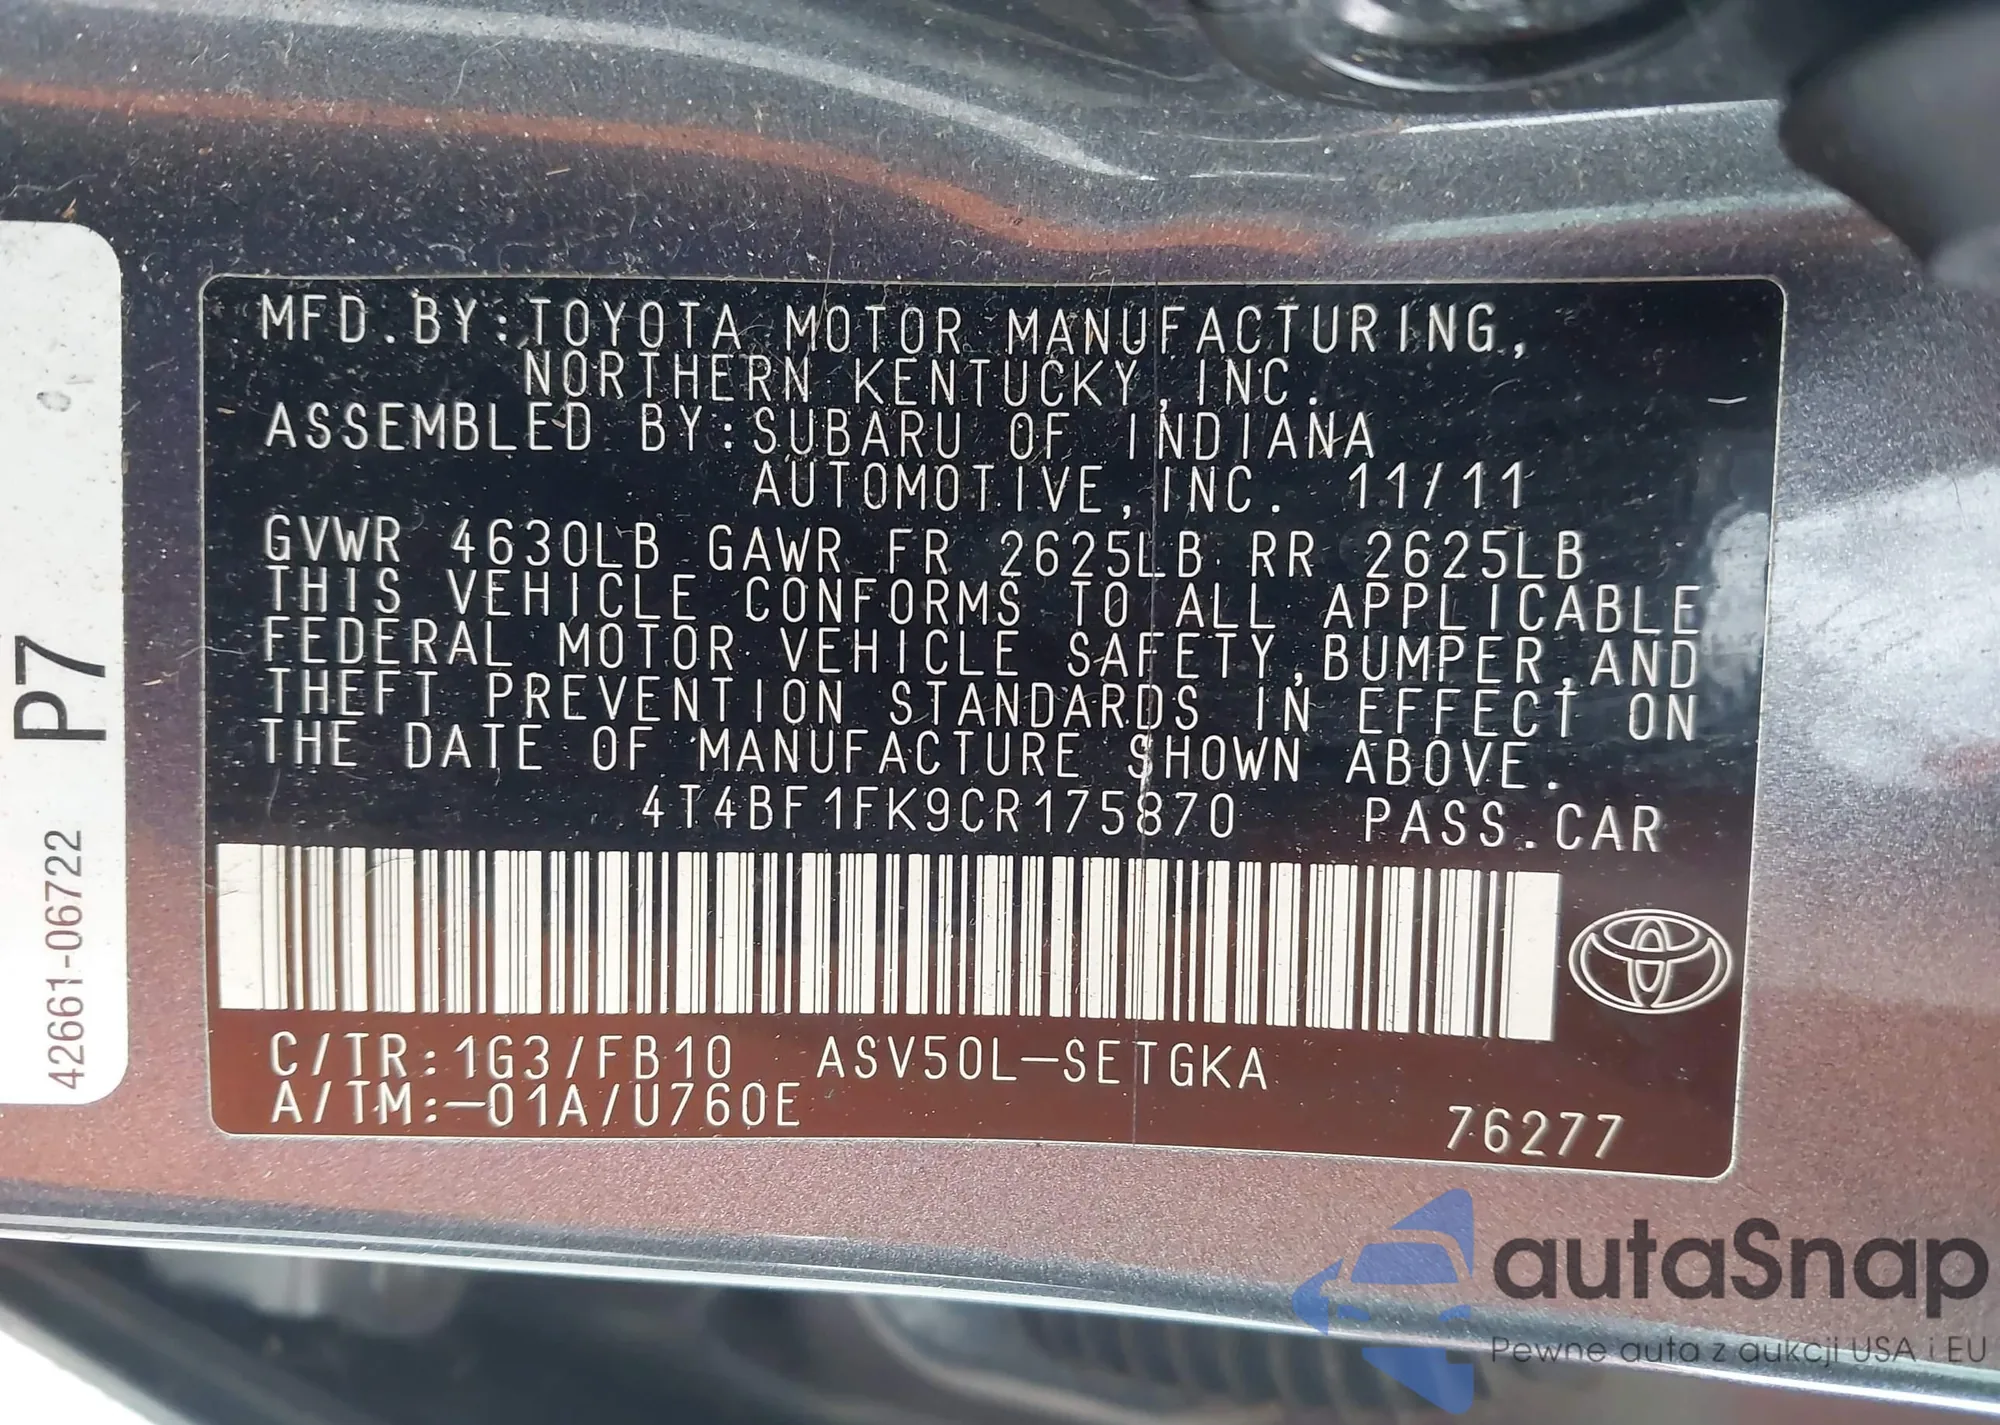 MFD.BY:TOYOTA MOTOR MANUFACTURING,
NORTHERN KENTUCKY,INC.
ASSEMBLED BY:SUBARU OF INDIANA
AUTOMOTIVE,INC. 11/11
GVWR 4630LB GAWR FR 2625LB RR 2625LB
THIS VEHICLE CONFORMS TO ALL APPLICABLE
FEDERAL MOTOR VEHICLE SAFETY,BUMPER,AND
THEFT PREVENTION STANDARDS IN EFFECT ON
THE DATE OF MANUFACTURE SHOWN ABOVE.
4T4BF1FK9CR175870 PASS.CAR
C/TR:1G3/FB10 ASV50L-SETGKA
A/TM:-01A/U760E
76277
P7
42661-06722
autaSnap
Pewne auta z aukcji USA i EU